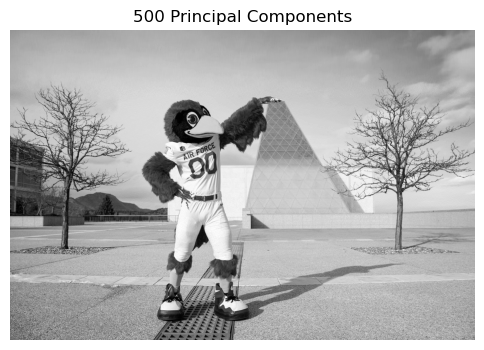 500 Principal Components
AIR FORCE
00